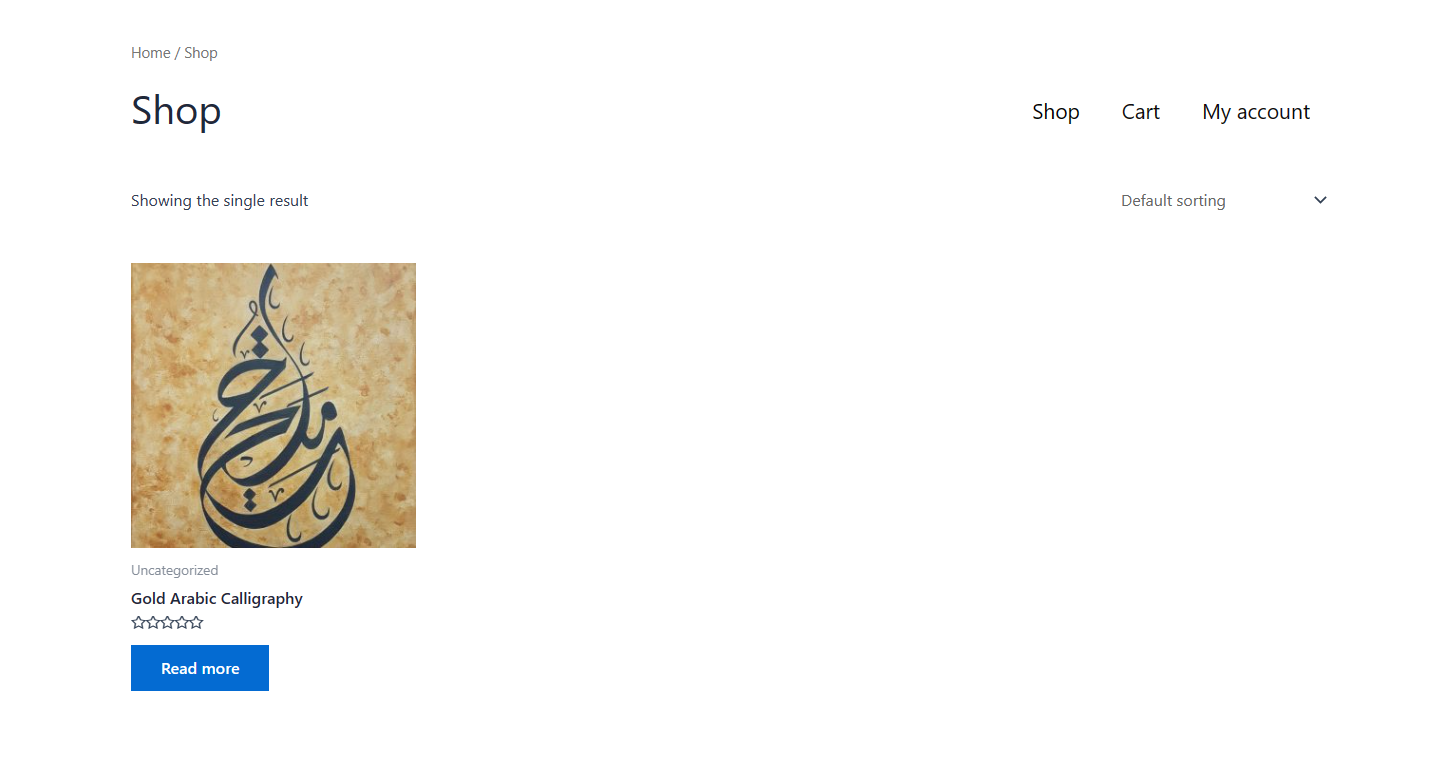 Home / Shop
Shop
Shop Cart My account
Showing the single result
Default sorting
Uncategorized
Gold Arabic Calligraphy
Read more